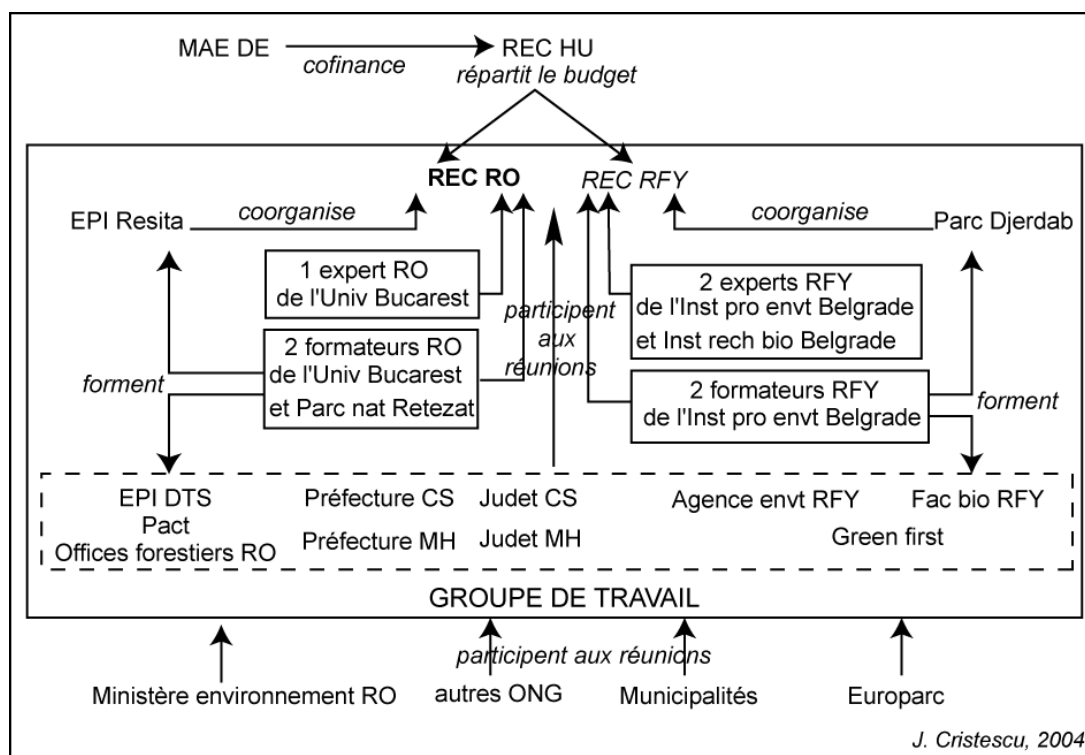 MAE DE
cofinance
REC HU
répartit le budget
REC RO
REC RFY
EPI Resita
coorganise
coorganise
Parc Djerdab
1 expert RO
de l'Univ Bucarest
participent
aux
réunions
2 experts RFY
de l'Inst pro envt Belgrade
et Inst rech bio Belgrade
forment
2 formateurs RO
de l'Univ Bucarest
et Parc nat Retezat
2 formateurs RFY
de l'Inst pro envt Belgrade
forment
EPI DTS
Pact
Offices forestiers RO
Préfecture CS
Judet CS
Préfecture MH
Judet MH
Agence envt RFY
Fac bio RFY
Green first
GROUPE DE TRAVAIL
participent aux réunions
Ministère environnement RO
autres ONG
Municipalités
Europarc
J. Cristescu, 2004